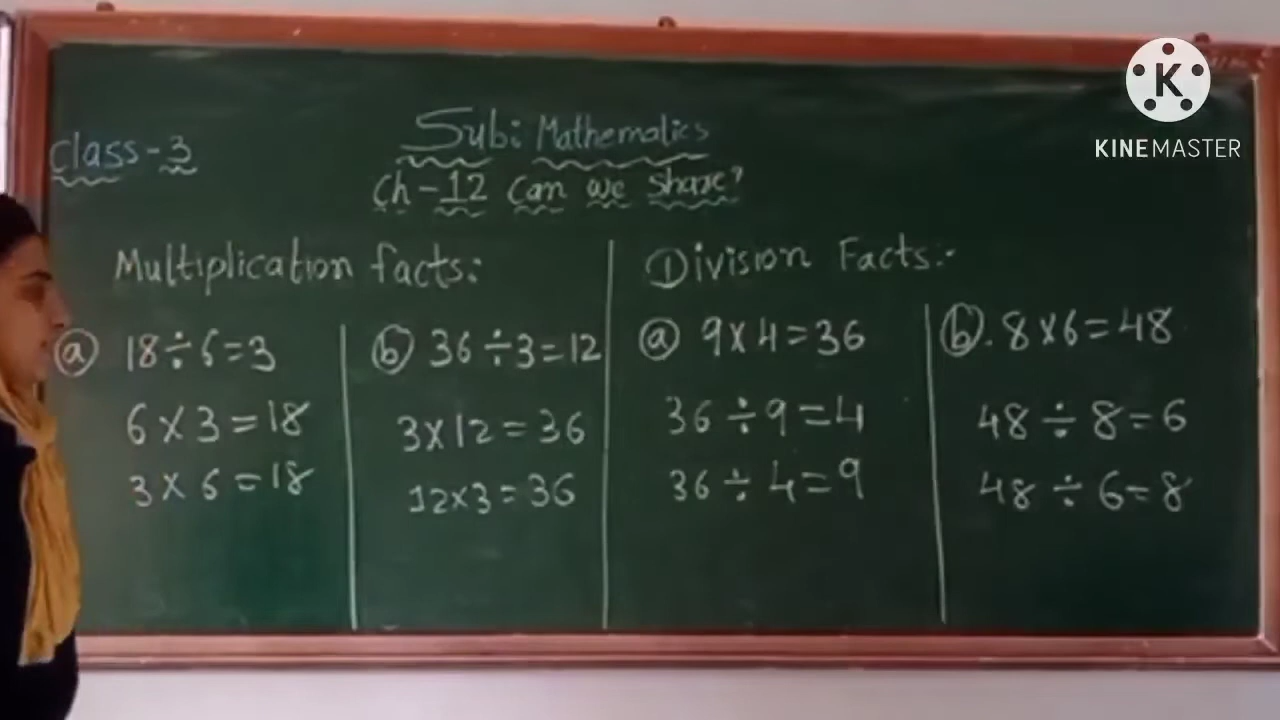 Class-3
Sub: Mathematics
Ch-12 Can we share?
Multiplication facts:
(a) 18÷6=3
6×3=18
3×6=18
(b) 36÷3=12
3×12=36
12×3=36
Division Facts:-
(a) 9×4=36
36÷9=4
36÷4=9
(b). 8×6=48
48÷8=6
48÷6=8
K
KINEMASTER